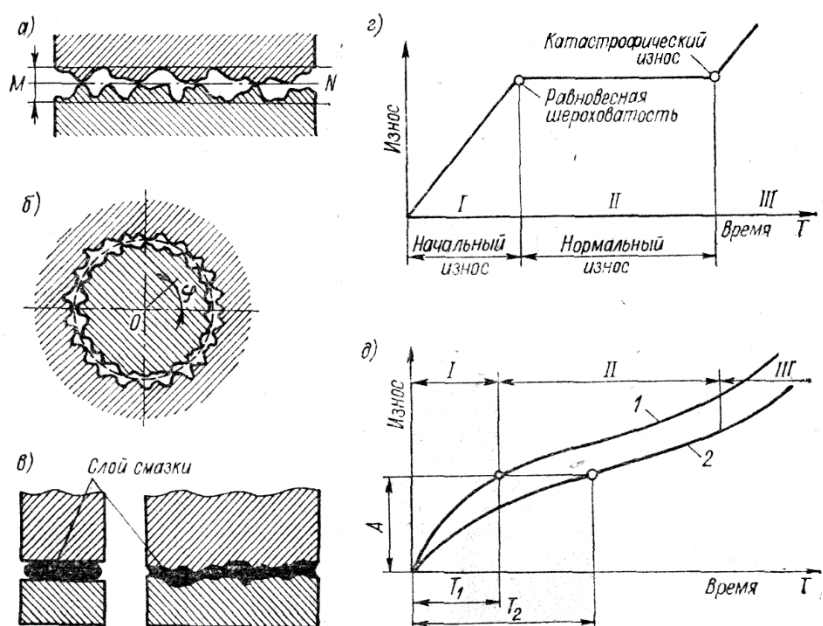 а)
M
N
б)
О
φ
в)
Слой смазки
г)
Износ
Катастрофический
износ
Равновесная
шероховатость
I
II
III
Время
τ
Начальный
износ
Нормальный
износ
д)
Износ
I
II
III
1
2
A
T₁
T₂
Время
τ